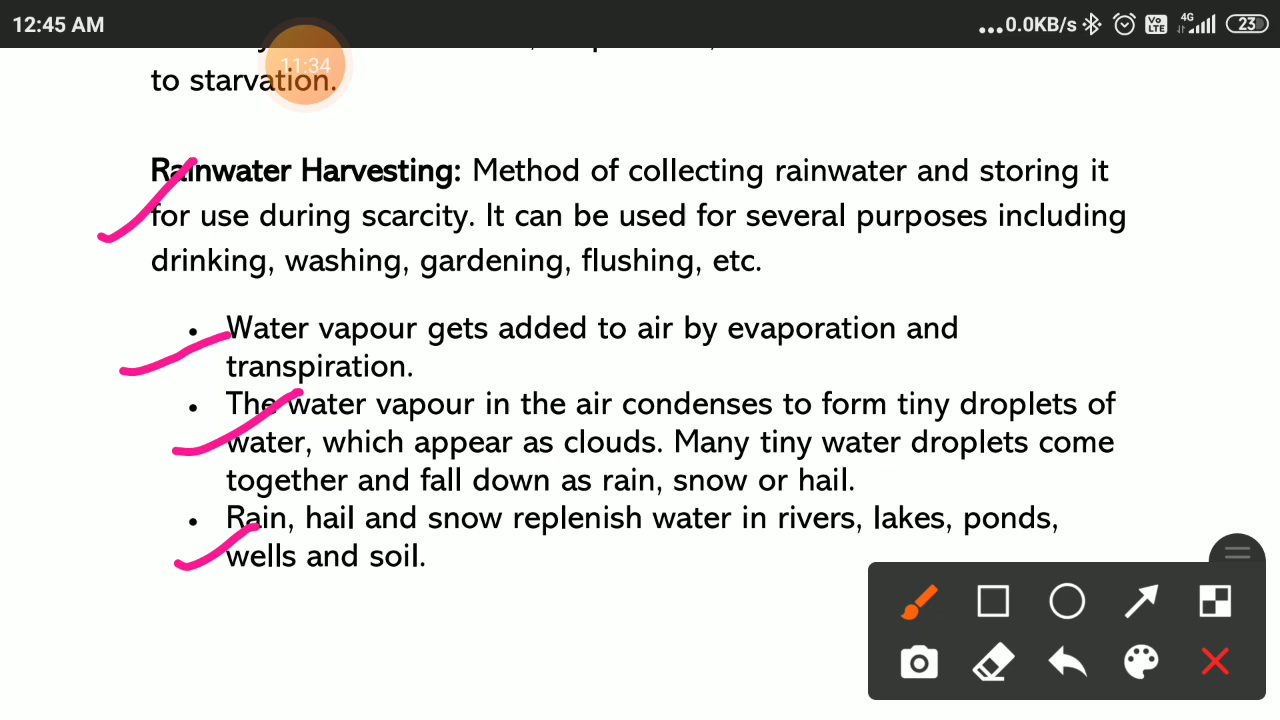 12:45 AM
...0.0KB/s
Vo LTE
4G
23
11:34
to starvation.
Rainwater Harvesting: Method of collecting rainwater and storing it
for use during scarcity. It can be used for several purposes including
drinking, washing, gardening, flushing, etc.
• Water vapour gets added to air by evaporation and
transpiration.
• The water vapour in the air condenses to form tiny droplets of
water, which appear as clouds. Many tiny water droplets come
together and fall down as rain, snow or hail.
• Rain, hail and snow replenish water in rivers, lakes, ponds,
wells and soil.